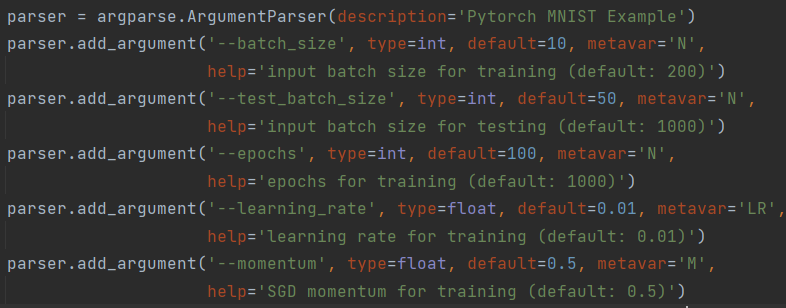 parser = argparse.ArgumentParser(description='Pytorch MNIST Example')
parser.add_argument('--batch_size', type=int, default=10, metavar='N',
                    help='input batch size for training (default: 200)')
parser.add_argument('--test_batch_size', type=int, default=50, metavar='N',
                    help='input batch size for testing (default: 1000)')
parser.add_argument('--epochs', type=int, default=100, metavar='N',
                    help='epochs for training (default: 1000)')
parser.add_argument('--learning_rate', type=float, default=0.01, metavar='LR',
                    help='learning rate for training (default: 0.01)')
parser.add_argument('--momentum', type=float, default=0.5, metavar='M',
                    help='SGD momentum for training (default: 0.5)')